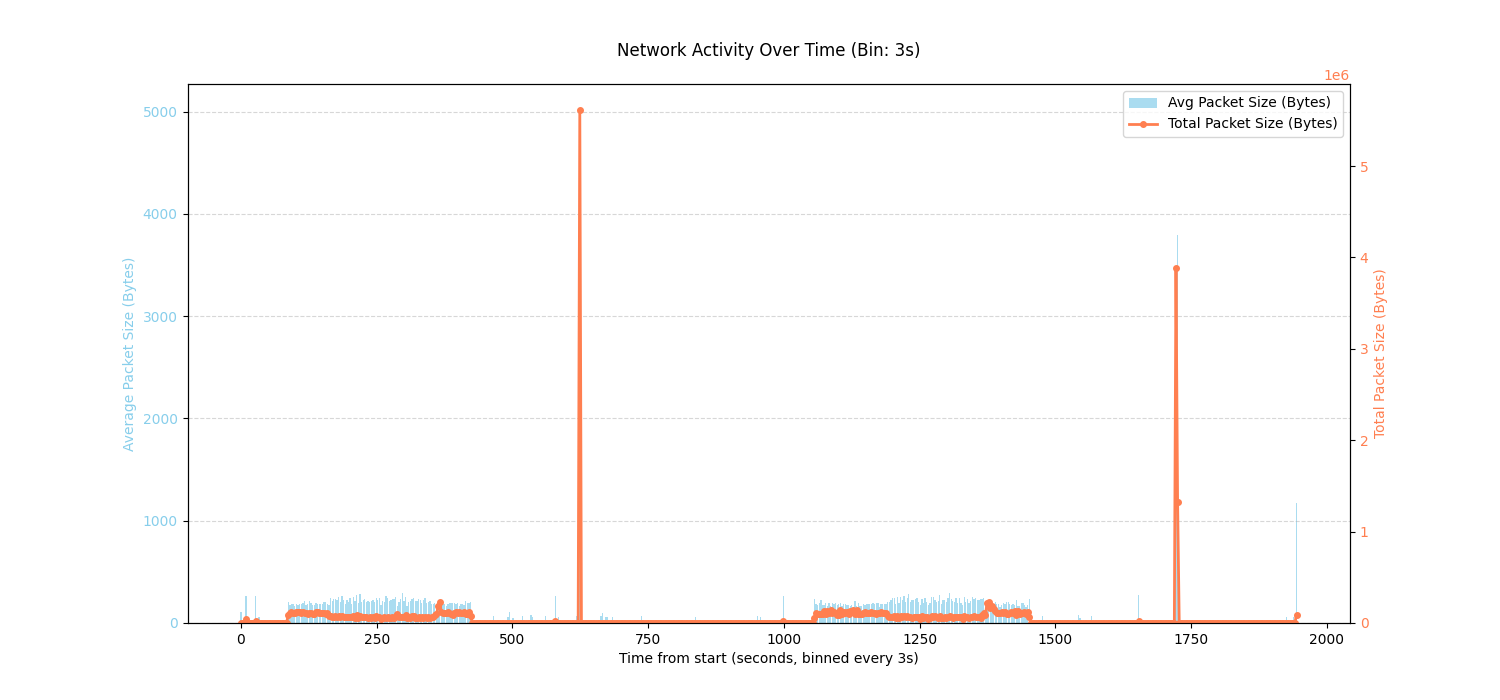 Network Activity Over Time (Bin: 3s)
1e6
Avg Packet Size (Bytes)
Total Packet Size (Bytes)
5000
4000
3000
2000
1000
0
Average Packet Size (Bytes)
5
4
3
2
1
0
Total Packet Size (Bytes)
0 250 500 750 1000 1250 1500 1750 2000
Time from start (seconds, binned every 3s)